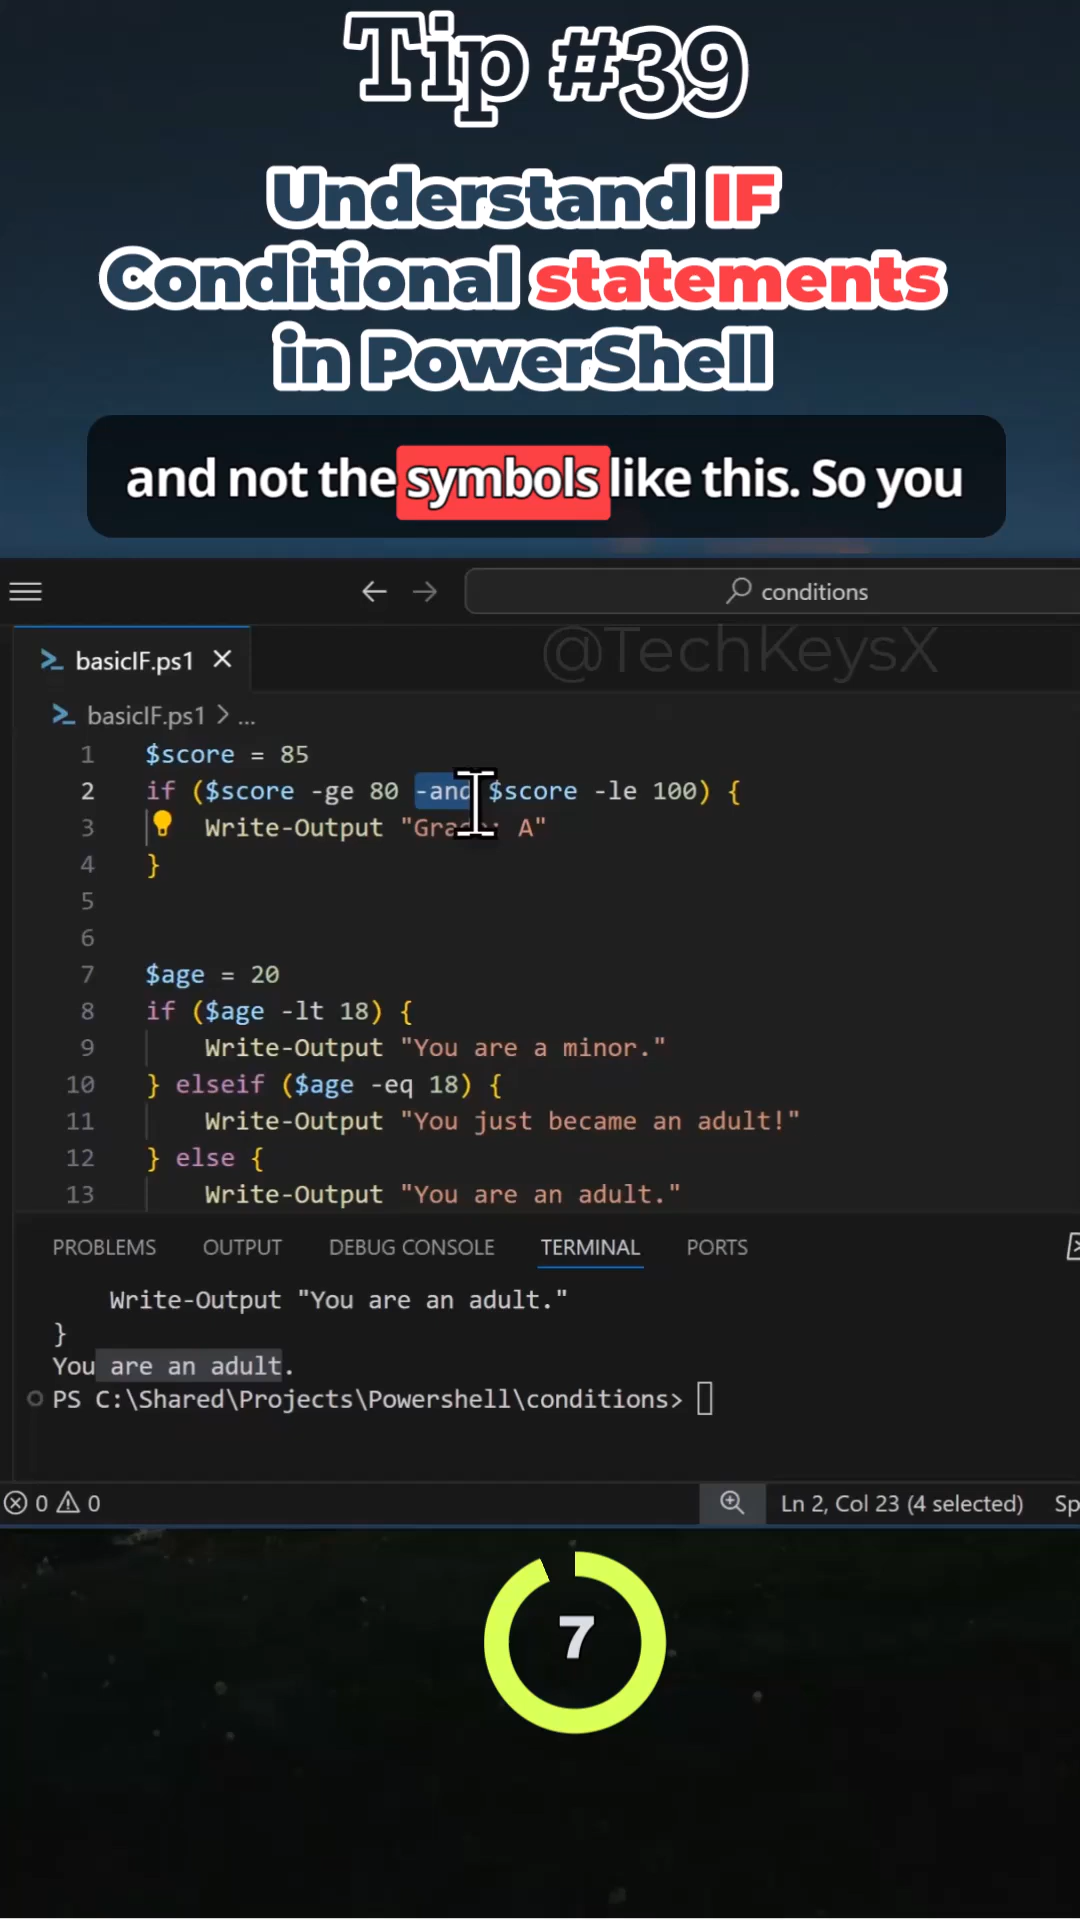 Tip #39
Understand IF
Conditional statements
in PowerShell
and not the symbols like this. So you
conditions
@TechKeysX
basicIF.ps1
basicIF.ps1 > ...
1 $score = 85
2 if ($score -ge 80 -and $score -le 100) {
3 Write-Output "Gra : A"
4 }
5
6
7 $age = 20
8 if ($age -lt 18) {
9 Write-Output "You are a minor."
10 } elseif ($age -eq 18) {
11 Write-Output "You just became an adult!"
12 } else {
13 Write-Output "You are an adult."
PROBLEMS OUTPUT DEBUG CONSOLE TERMINAL PORTS
Write-Output "You are an adult."
}
You are an adult.
PS C:\Shared\Projects\Powershell\conditions>
0 0 Ln 2, Col 23 (4 selected) Sp
7